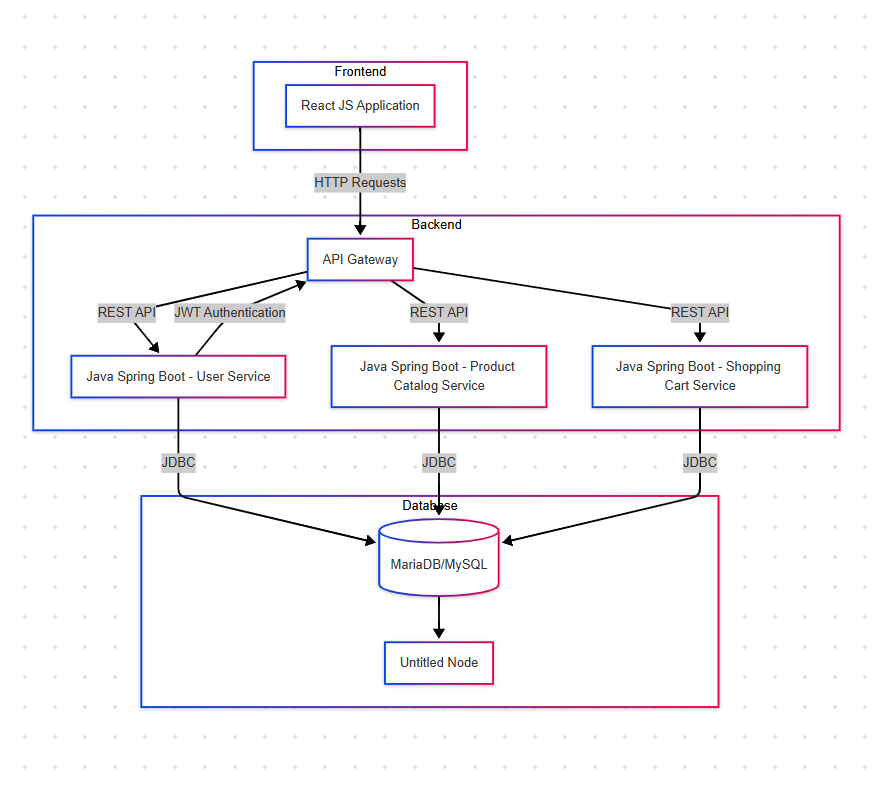 Frontend
React JS Application
HTTP Requests
Backend
API Gateway
REST API
JWT Authentication
REST API
REST API
Java Spring Boot - User Service
Java Spring Boot - Product
Catalog Service
Java Spring Boot - Shopping
Cart Service
JDBC
JDBC
JDBC
Database
MariaDB/MySQL
Untitled Node